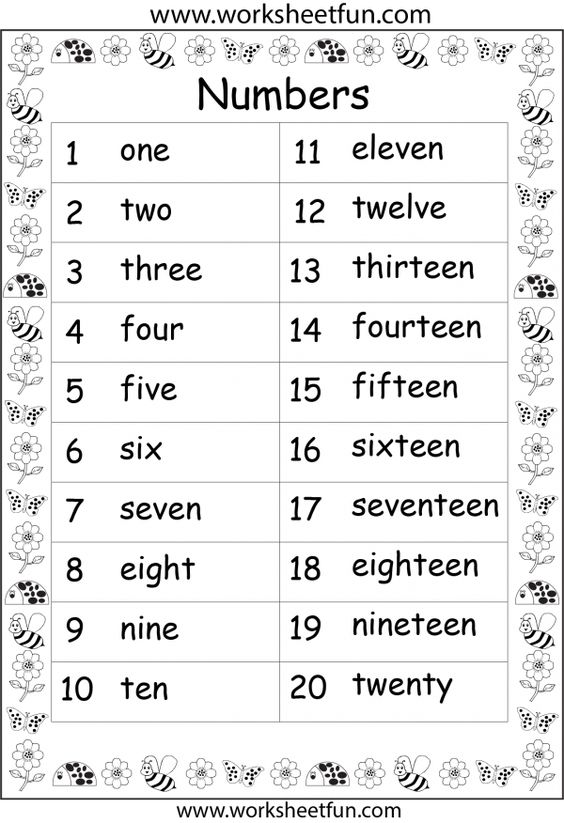 www.worksheetfun.com
Numbers
1 one 11 eleven
2 two 12 twelve
3 three 13 thirteen
4 four 14 fourteen
5 five 15 fifteen
6 six 16 sixteen
7 seven 17 seventeen
8 eight 18 eighteen
9 nine 19 nineteen
10 ten 20 twenty
www.worksheetfun.com